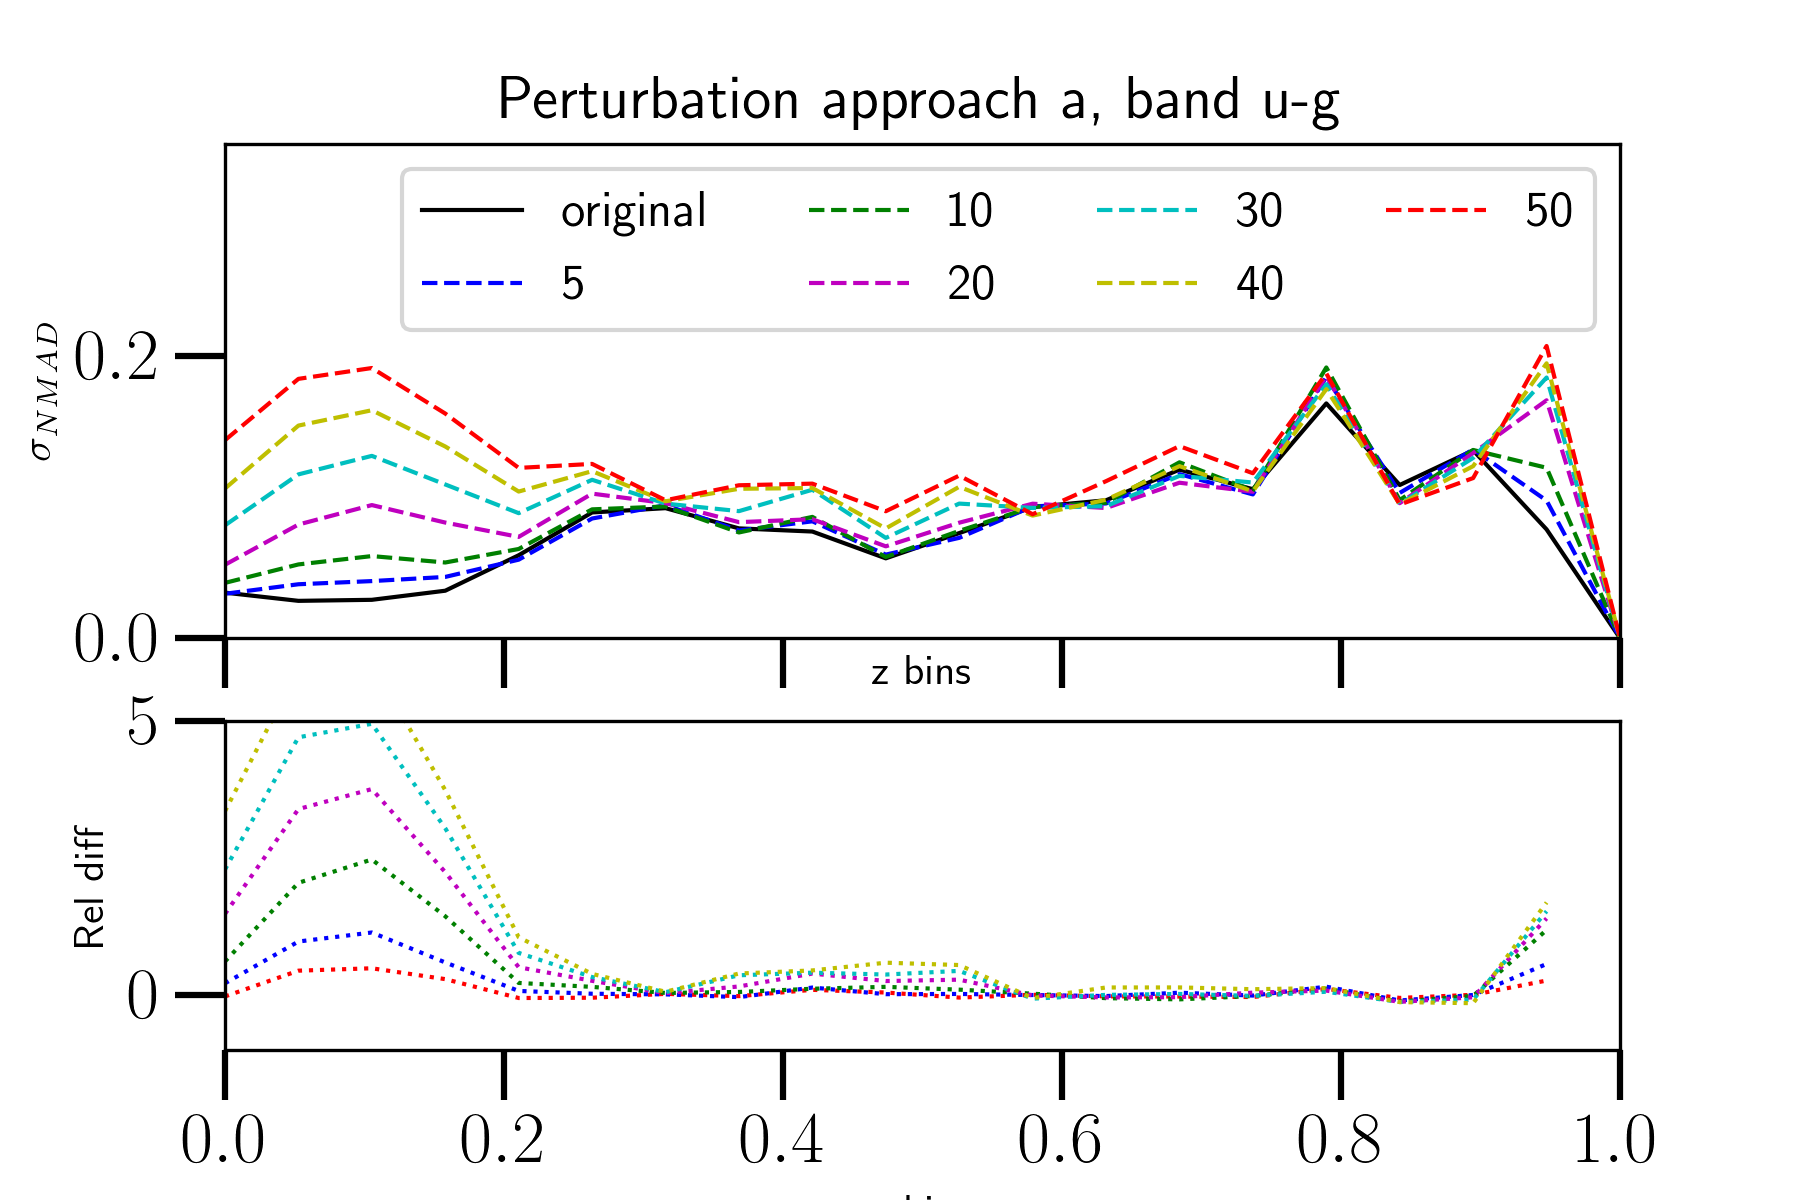 Perturbation approach a, band u-g
original 10 30 50
5 20 40
σNMAD
0.2
0.0
z bins
5
0
Rel diff
0.0 0.2 0.4 0.6 0.8 1.0